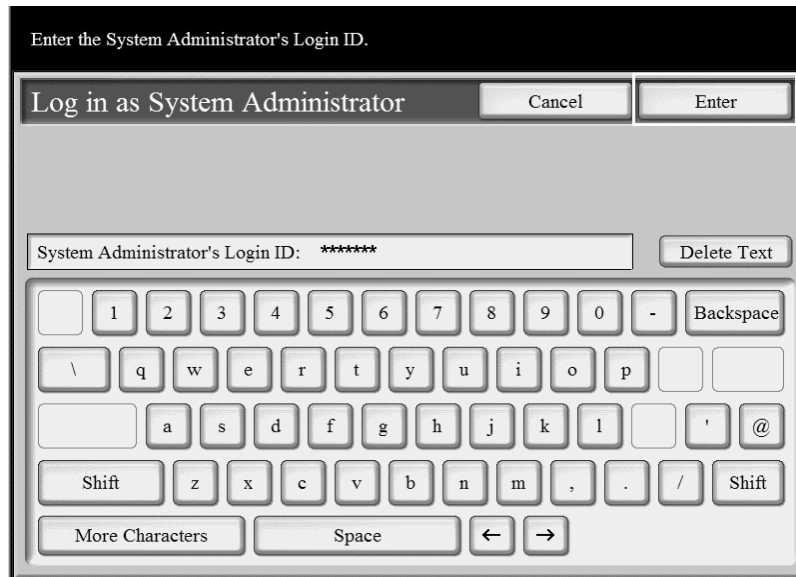 Enter the System Administrator's Login ID.
Log in as System Administrator Cancel Enter
System Administrator's Login ID: ******* Delete Text
1 2 3 4 5 6 7 8 9 0 - Backspace
\ q w e r t y u i o p
a s d f g h j k l ' @
Shift z x c v b n m , . / Shift
More Characters Space ← →